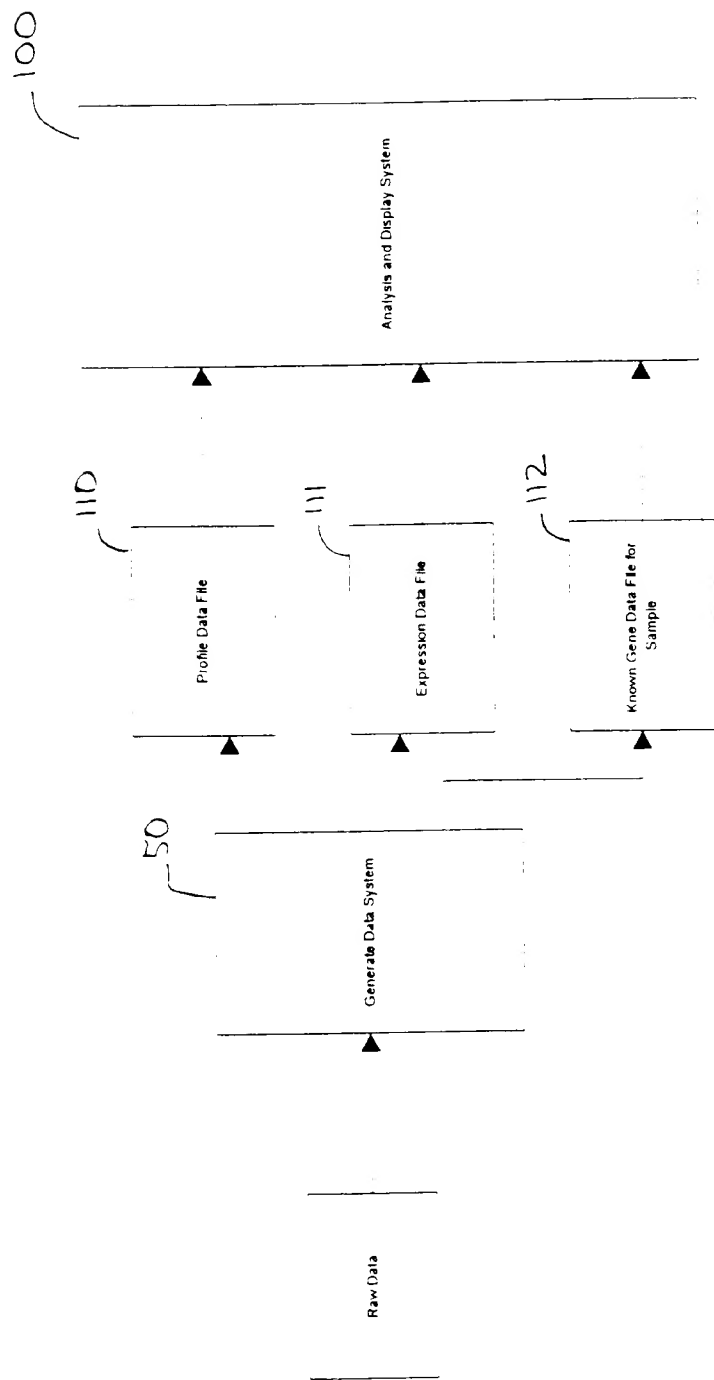 Raw Data
50
Generate Data System
110
Profile Data File
111
Expression Data File
112
Known Gene Data File for
Sample
100
Analysis and Display System